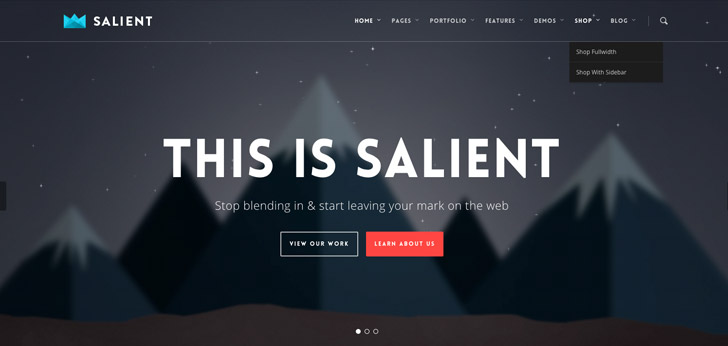 SALIENT
HOME PAGES PORTFOLIO FEATURES DEMOS SHOP BLOG
Shop Fullwidth
Shop With Sidebar
THIS IS SALIENT
Stop blending in & start leaving your mark on the web
VIEW OUR WORK
LEARN ABOUT US